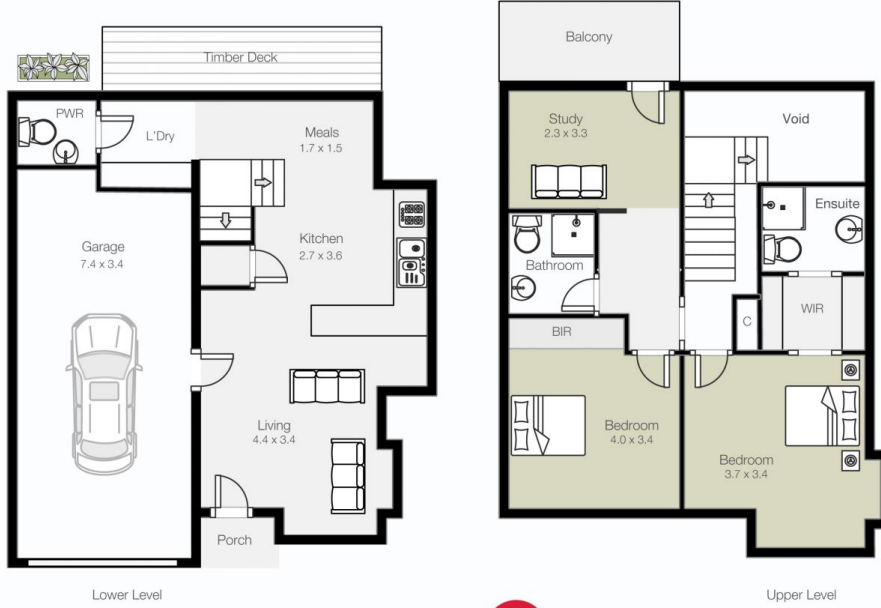 Timber Deck
PWR
L'Dry
Meals
1.7 x 1.5
Garage
7.4 x 3.4
Kitchen
2.7 x 3.6
Living
4.4 x 3.4
Porch
Lower Level
Balcony
Study
2.3 x 3.3
Void
Ensuite
Bathroom
BIR
C
WIR
Bedroom
4.0 x 3.4
Bedroom
3.7 x 3.4
Upper Level